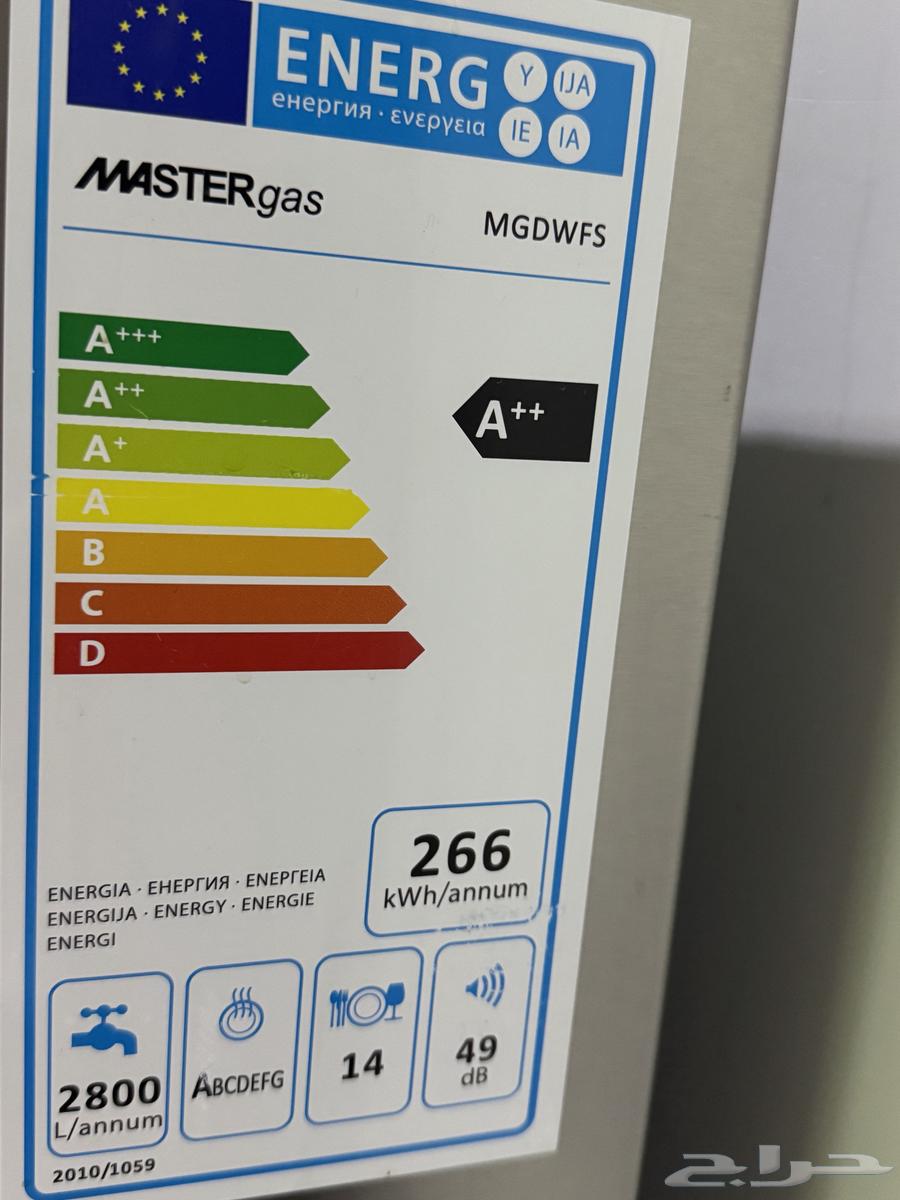 ENERG Y IJA
енергия · ενεργεια IE IA
MASTERgas
MGDWFS
A+++
A++
A++
A+
A
B
C
D
266
kWh/annum
ENERGIA · ЕНЕРГИЯ · ΕΝΕΡΓΕΙΑ
ENERGIJA · ENERGY · ENERGIE
ENERGI
2800
L/annum
ABCDEFG
14
49
dB
2010/1059
حراج